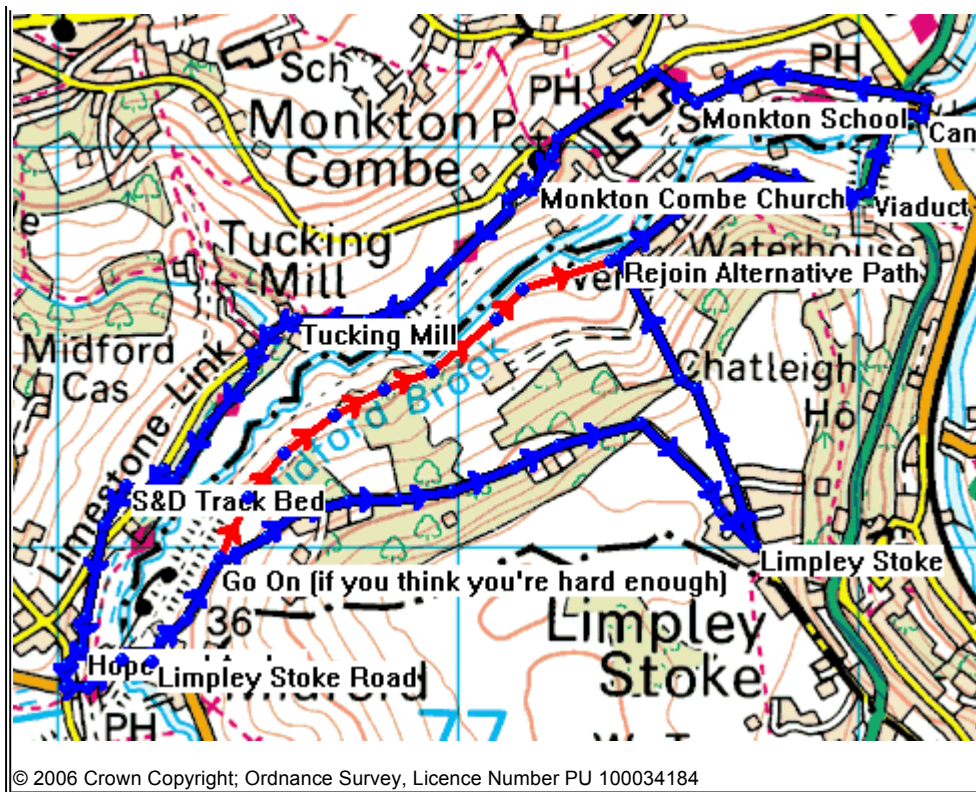 Sch
PH
PH
Monkton
Combe
P
S
Monkton School
Can
Monkton Combe Church
Viaduct
e
Tucking
Mill
Waterhouse
Ve
Rejoin Alternative Path
Tucking Mill
Midford
Cas
Chatleigh
Ho
Limestone Link
Midford Brook
S&D Track Bed
Limpley Stoke
Go On (if you think you're hard enough)
36
Limpley
Stoke
Hope
Limpley Stoke Road
PH
77
© 2006 Crown Copyright; Ordnance Survey, Licence Number PU 100034184